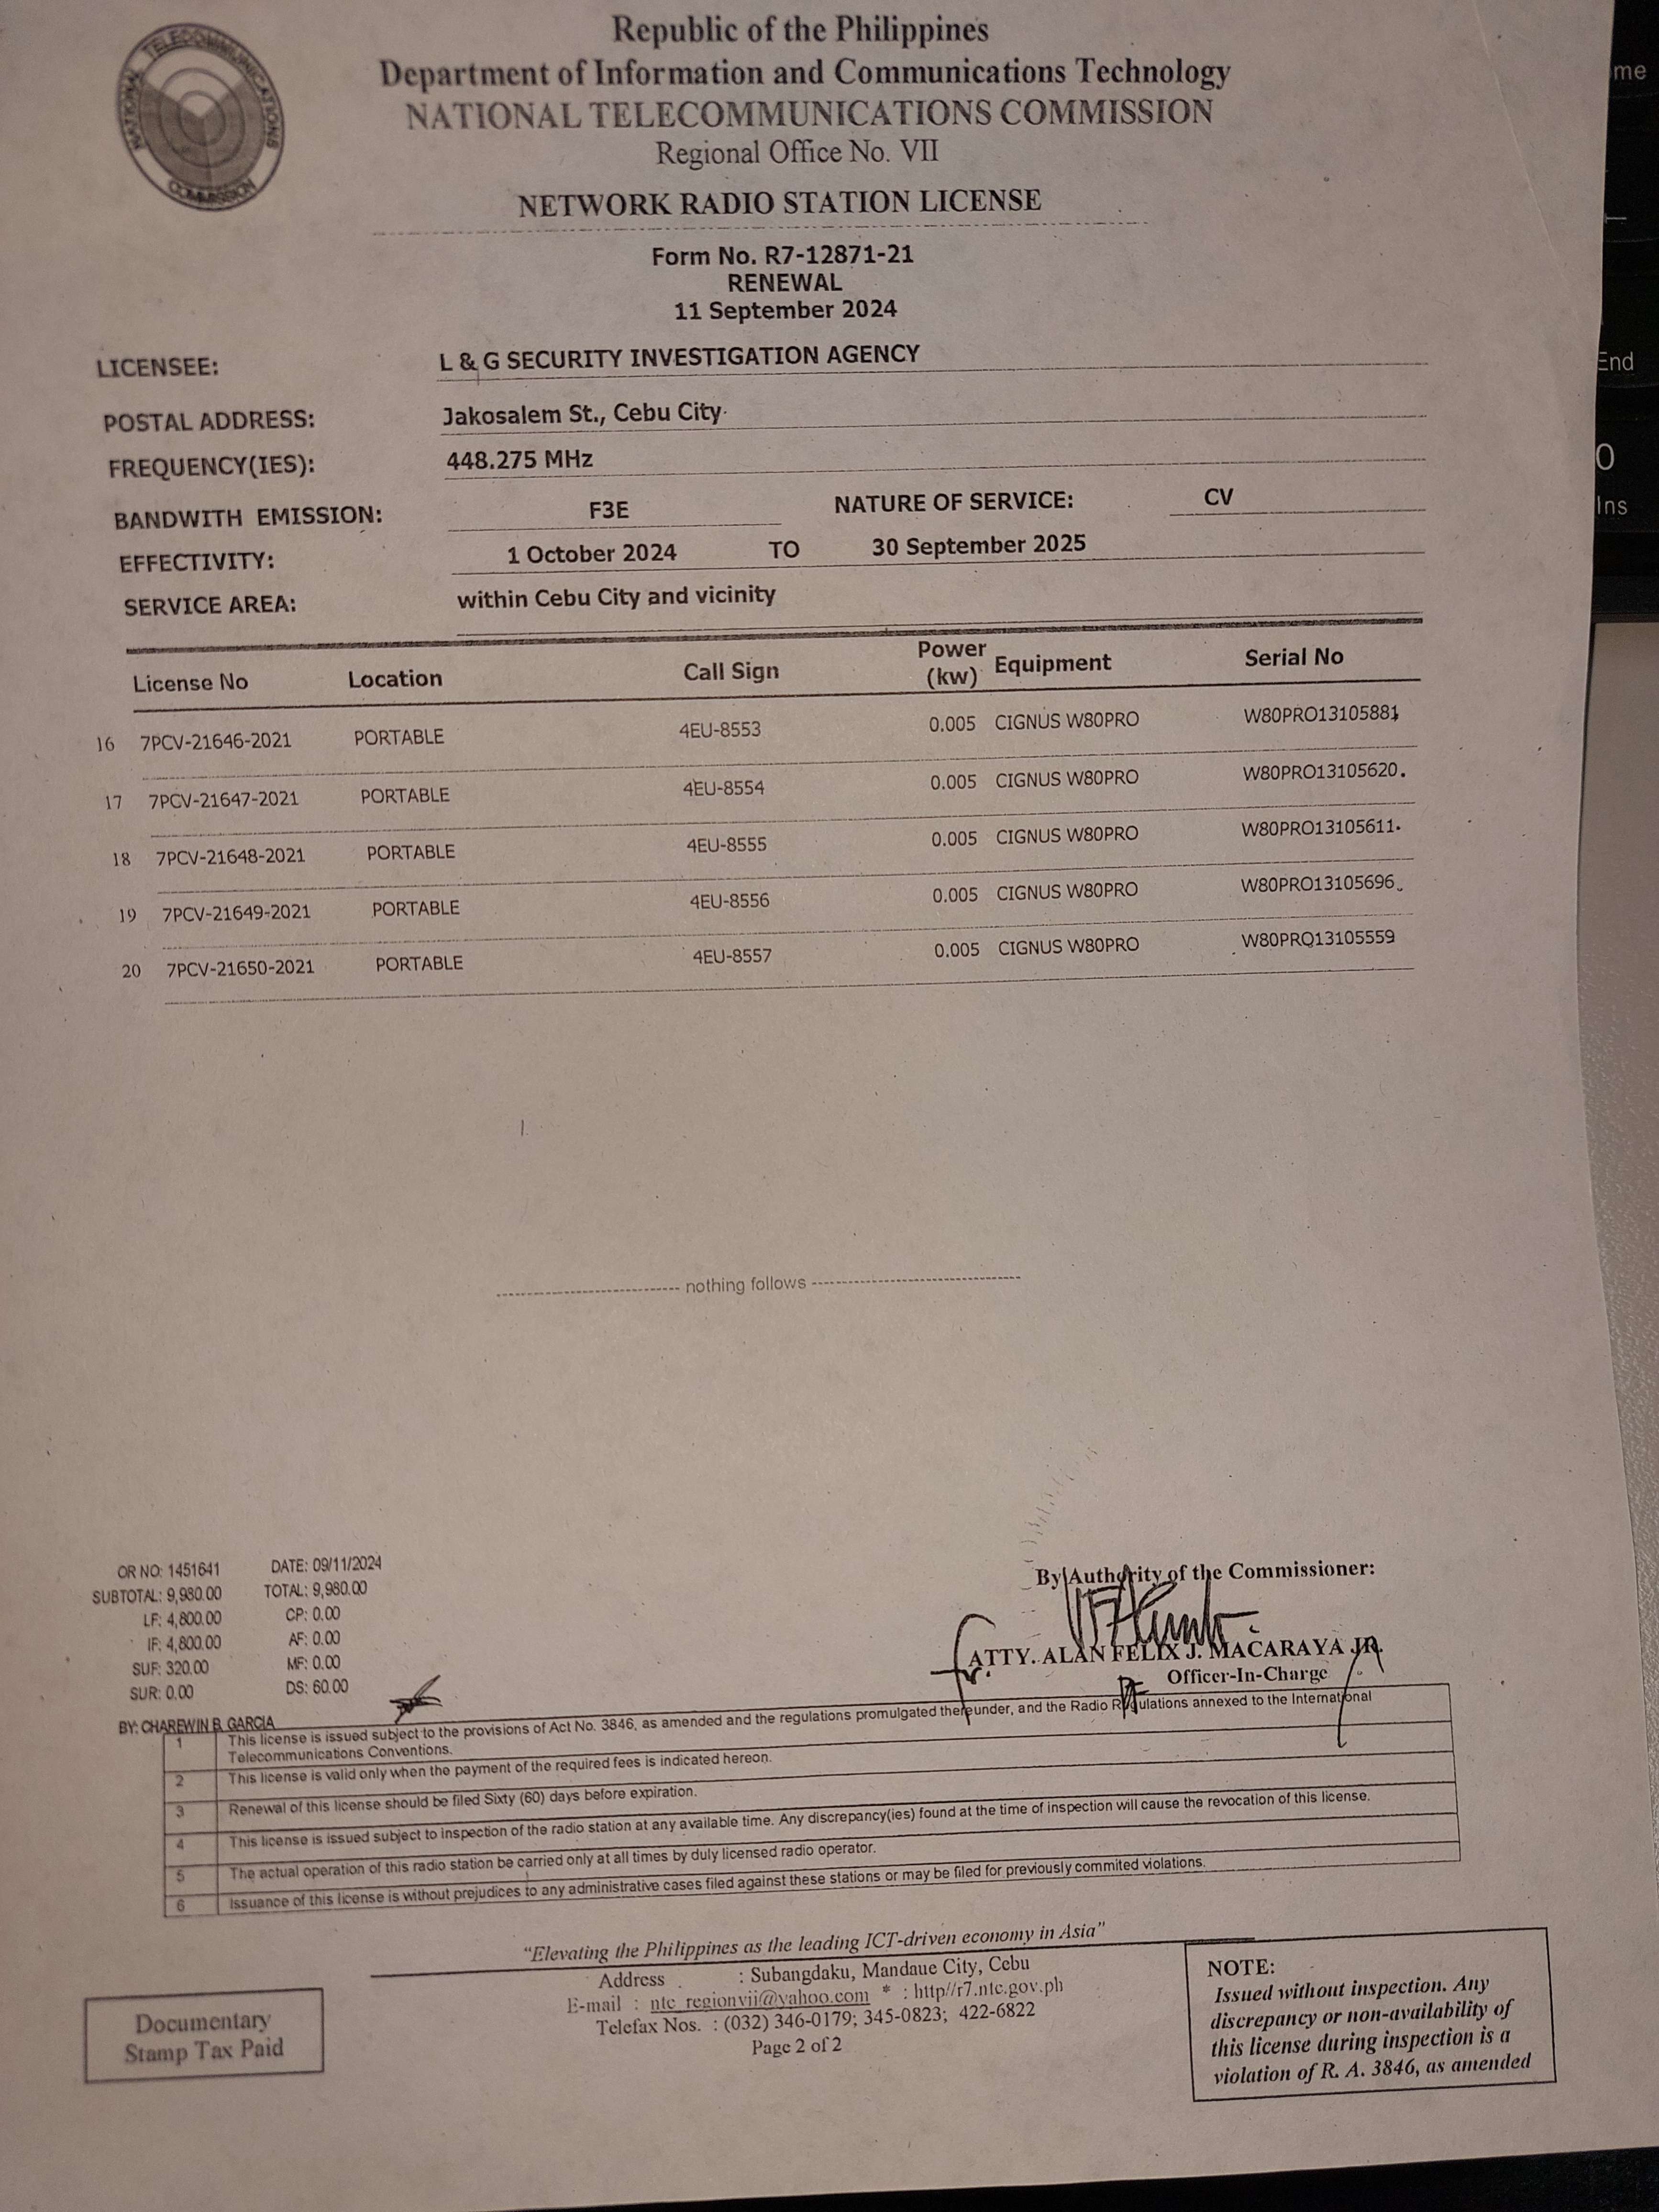 NATIONAL TELECOMMUNICATIONS COMMISSION
Republic of the Philippines
Department of Information and Communications Technology
NATIONAL TELECOMMUNICATIONS COMMISSION
Regional Office No. VII
NETWORK RADIO STATION LICENSE
Form No. R7-12871-21
RENEWAL
11 September 2024
LICENSEE: L & G SECURITY INVESTIGATION AGENCY
POSTAL ADDRESS: Jakosalem St., Cebu City
FREQUENCY(IES): 448.275 MHz
BANDWITH EMISSION: F3E NATURE OF SERVICE: CV
EFFECTIVITY: 1 October 2024 TO 30 September 2025
SERVICE AREA: within Cebu City and vicinity
License No Location Call Sign Power (kw) Equipment Serial No
16 7PCV-21646-2021 PORTABLE 4EU-8553 0.005 CIGNUS W80PRO W80PRO13105881
17 7PCV-21647-2021 PORTABLE 4EU-8554 0.005 CIGNUS W80PRO W80PRO13105620
18 7PCV-21648-2021 PORTABLE 4EU-8555 0.005 CIGNUS W80PRO W80PRO13105611
19 7PCV-21649-2021 PORTABLE 4EU-8556 0.005 CIGNUS W80PRO W80PRO13105696
20 7PCV-21650-2021 PORTABLE 4EU-8557 0.005 CIGNUS W80PRO W80PRO13105559
---------------------------- nothing follows --------------------------------
OR NO: 1451641 DATE: 09/11/2024
SUBTOTAL: 9,980.00 TOTAL: 9,980.00
LF: 4,800.00 CP: 0.00
IF: 4,800.00 AF: 0.00
SUF: 320.00 MF: 0.00
SUR: 0.00 DS: 60.00
BY: CHAREWIN B. GARCIA
By Authority of the Commissioner:
fr. ATTY. ALAN FELIX J. MACARAYA JR.
Officer-In-Charge
1 This license is issued subject to the provisions of Act No. 3846, as amended and the regulations promulgated thereunder, and the Radio Regulations annexed to the International
Telecommunications Conventions.
2 This license is valid only when the payment of the required fees is indicated hereon.
3 Renewal of this license should be filed Sixty (60) days before expiration.
4 This license is issued subject to inspection of the radio station at any available time. Any discrepancy(ies) found at the time of inspection will cause the revocation of this license.
5 The actual operation of this radio station be carried only at all times by duly licensed radio operator.
6 Issuance of this license is without prejudices to any administrative cases filed against these stations or may be filed for previously commited violations.
"Elevating the Philippines as the leading ICT-driven economy in Asia"
Address : Subangdaku, Mandaue City, Cebu
E-mail : ntc_regionvii@yahoo.com * : http//r7.ntc.gov.ph
Telefax Nos. : (032) 346-0179; 345-0823; 422-6822
Page 2 of 2
Documentary
Stamp Tax Paid
NOTE:
Issued without inspection. Any
discrepancy or non-availability of
this license during inspection is a
violation of R. A. 3846, as amended
me
End
0
Ins